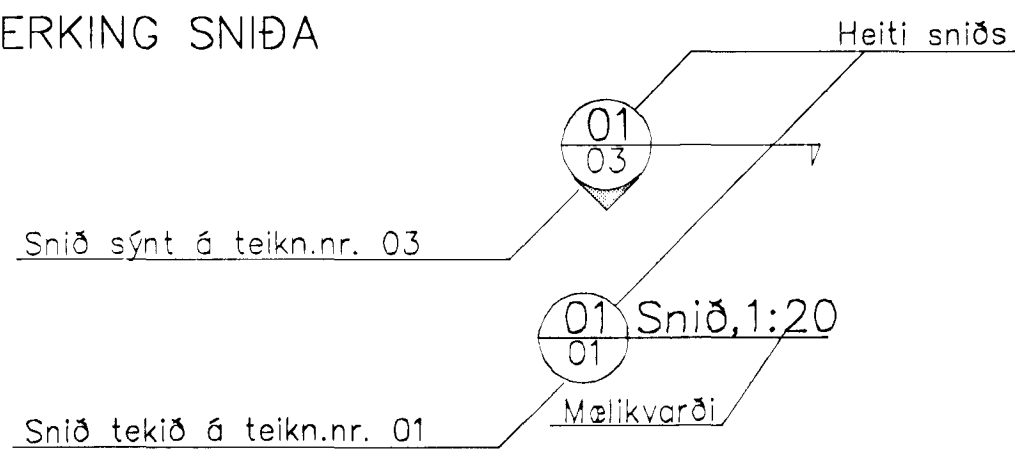 ERKING SNIÐA
Heiti sniðs
01
03
Snið sýnt á teikn.nr. 03
01 Snið,1:20
01
Mælikvarði
Snið tekið á teikn.nr. 01